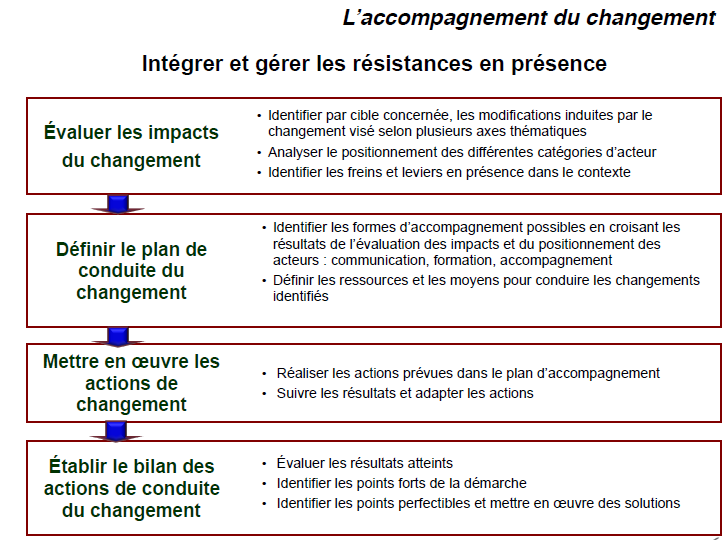 L'accompagnement du changement
Intégrer et gérer les résistances en présence
Évaluer les impacts
du changement
• Identifier par cible concernée, les modifications induites par le
changement visé selon plusieurs axes thématiques
• Analyser le positionnement des différentes catégories d'acteur
• Identifier les freins et leviers en présence dans le contexte
Définir le plan de
conduite du
changement
• Identifier les formes d'accompagnement possibles en croisant les
résultats de l'évaluation des impacts et du positionnement des
acteurs : communication, formation, accompagnement
• Définir les ressources et les moyens pour conduire les changements
identifiés
Mettre en œuvre les
actions de
changement
• Réaliser les actions prévues dans le plan d'accompagnement
• Suivre les résultats et adapter les actions
Établir le bilan des
actions de conduite
du changement
• Évaluer les résultats atteints
• Identifier les points forts de la démarche
• Identifier les points perfectibles et mettre en œuvre des solutions